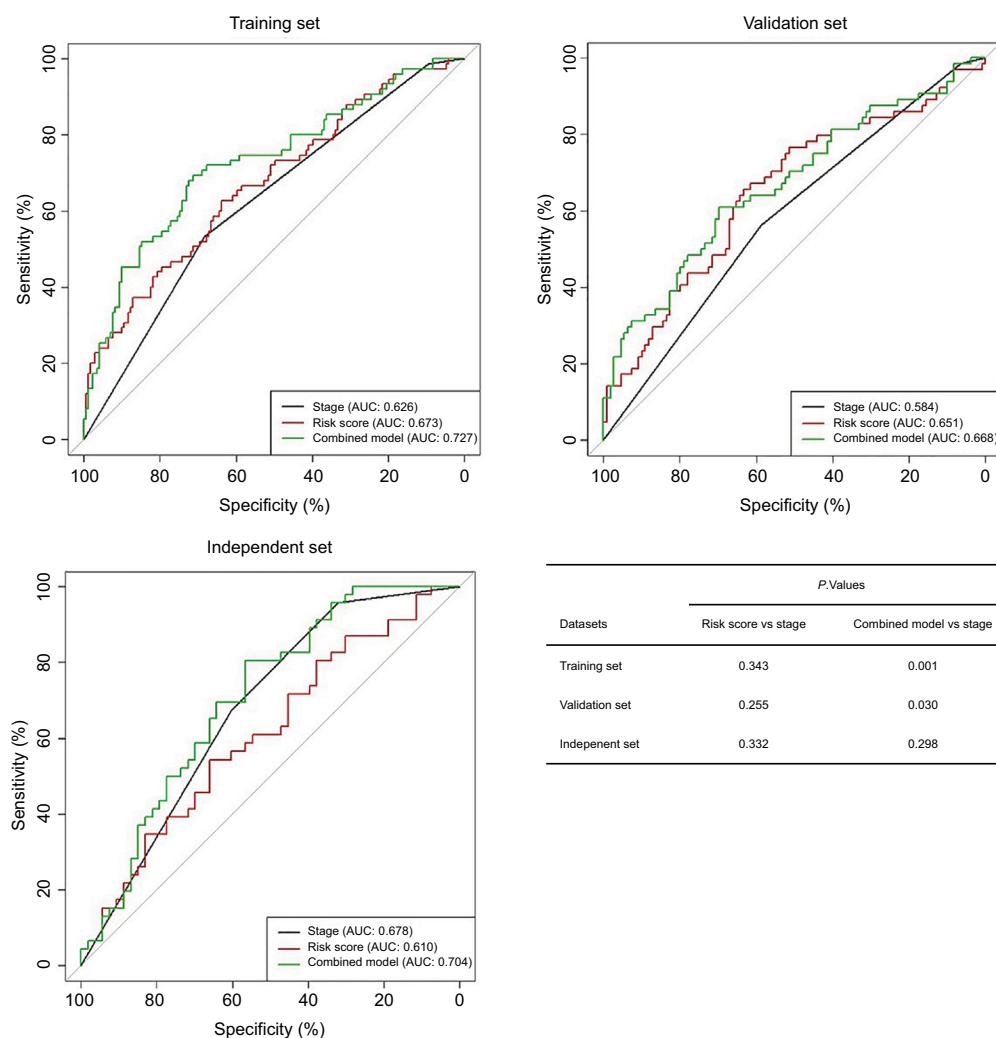 Training set
100
80
60
40
20
0
Sensitivity (%)
Stage (AUC: 0.626)
Risk score (AUC: 0.673)
Combined model (AUC: 0.727)
100 80 60 40 20 0
Specificity (%)
Validation set
100
80
60
40
20
0
Sensitivity (%)
Stage (AUC: 0.584)
Risk score (AUC: 0.651)
Combined model (AUC: 0.668)
100 80 60 40 20 0
Specificity (%)
Independent set
100
80
60
40
20
0
Sensitivity (%)
Stage (AUC: 0.678)
Risk score (AUC: 0.610)
Combined model (AUC: 0.704)
100 80 60 40 20 0
Specificity (%)
P.Values
Datasets Risk score vs stage Combined model vs stage
Training set 0.343 0.001
Validation set 0.255 0.030
Indepenent set 0.332 0.298